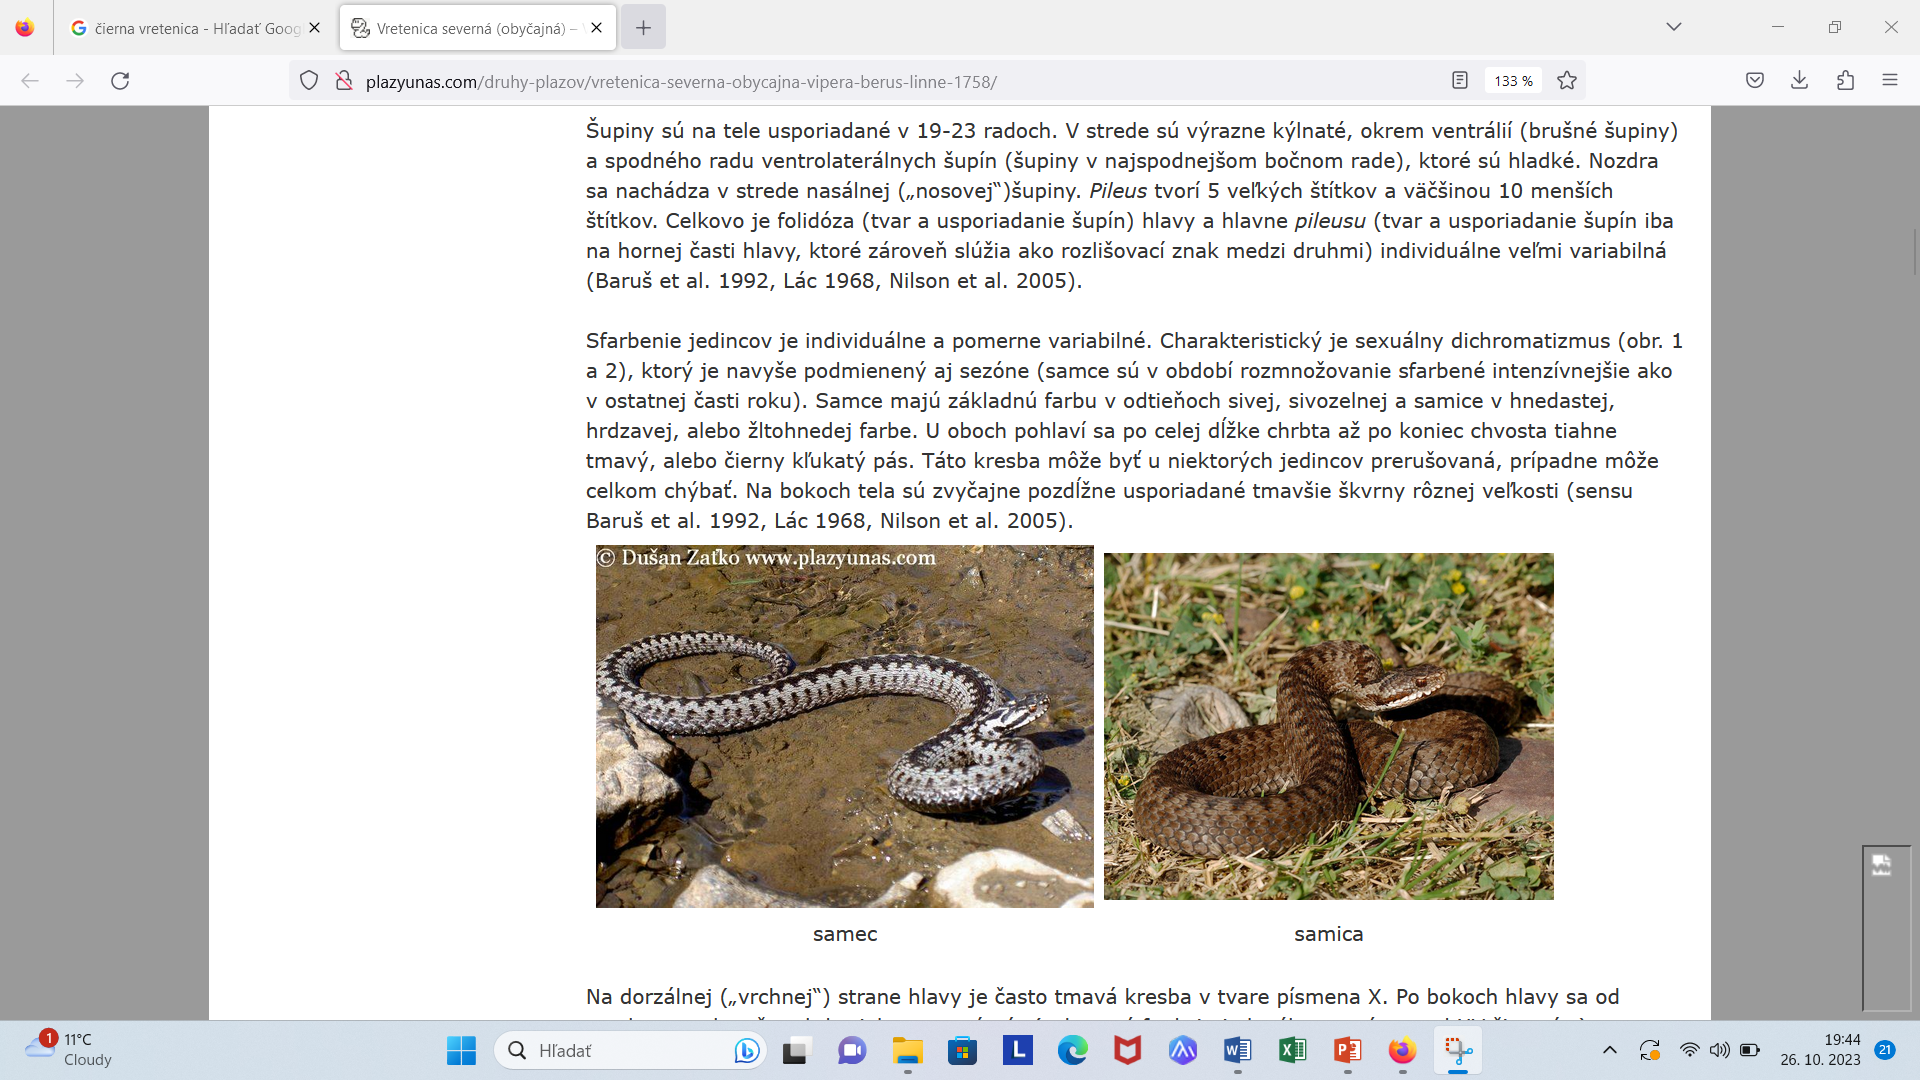 čierna vretenica - Hľadať Goog
Vretenica severná (obyčajná) –
plazyunas.com/druhy-plazov/vretenica-severna-obycajna-vipera-berus-linne-1758/
133 %
Šupiny sú na tele usporiadané v 19-23 radoch. V strede sú výrazne kýlnaté, okrem ventrálií (brušné šupiny)
a spodného radu ventrolaterálnych šupín (šupiny v najspodnejšom bočnom rade), ktoré sú hladké. Nozdra
sa nachádza v strede nasálnej („nosovej“)šupiny. Pileus tvorí 5 veľkých štítkov a väčšinou 10 menších
štítkov. Celkovo je folidóza (tvar a usporiadanie šupín) hlavy a hlavne pileusu (tvar a usporiadanie šupín iba
na hornej časti hlavy, ktoré zároveň slúžia ako rozlišovací znak medzi druhmi) individuálne veľmi variabilná
(Baruš et al. 1992, Lác 1968, Nilson et al. 2005).
Sfarbenie jedincov je individuálne a pomerne variabilné. Charakteristický je sexuálny dichromatizmus (obr. 1
a 2), ktorý je navyše podmienený aj sezóne (samce sú v období rozmnožovanie sfarbené intenzívnejšie ako
v ostatnej časti roku). Samce majú základnú farbu v odtieňoch sivej, sivozelnej a samice v hnedastej,
hrdzavej, alebo žltohnedej farbe. U oboch pohlaví sa po celej dĺžke chrbta až po koniec chvosta tiahne
tmavý, alebo čierny kľukatý pás. Táto kresba môže byť u niektorých jedincov prerušovaná, prípadne môže
celkom chýbať. Na bokoch tela sú zvyčajne pozdĺžne usporiadané tmavšie škvrny rôznej veľkosti (sensu
Baruš et al. 1992, Lác 1968, Nilson et al. 2005).
© Dušan Zaťko www.plazyunas.com
samec
samica
Na dorzálnej („vrchnej“) strane hlavy je často tmavá kresba v tvare písmena X. Po bokoch hlavy sa od
1
11°C
Cloudy
Hľadať
L
19:44
26. 10. 2023
21